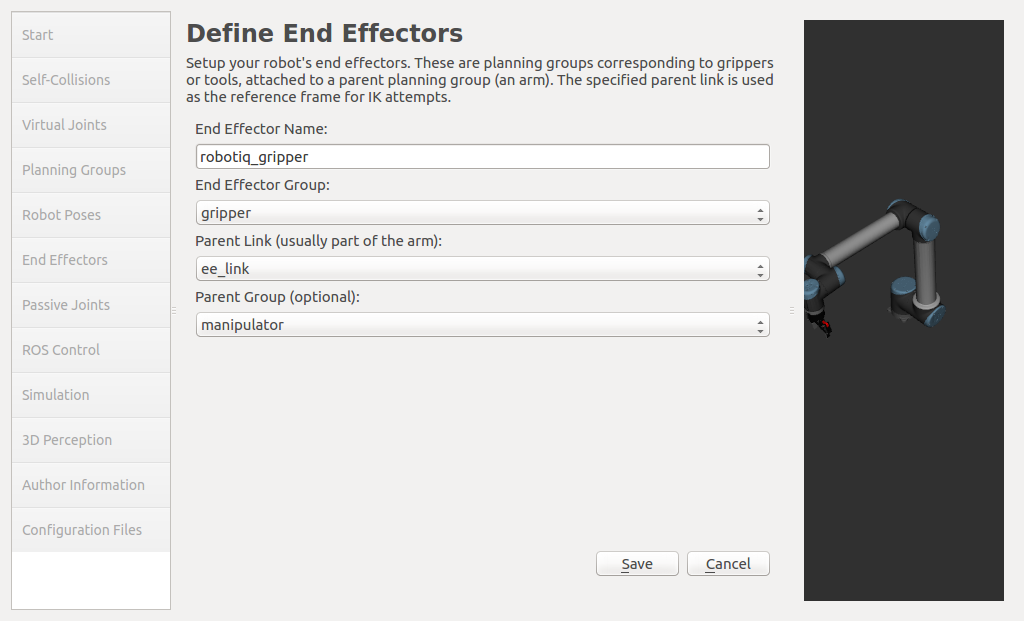 Start
Self-Collisions
Virtual Joints
Planning Groups
Robot Poses
End Effectors
Passive Joints
ROS Control
Simulation
3D Perception
Author Information
Configuration Files
Define End Effectors
Setup your robot's end effectors. These are planning groups corresponding to grippers
or tools, attached to a parent planning group (an arm). The specified parent link is used
as the reference frame for IK attempts.
End Effector Name:
robotiq_gripper
End Effector Group:
gripper
Parent Link (usually part of the arm):
ee_link
Parent Group (optional):
manipulator
Save
Cancel